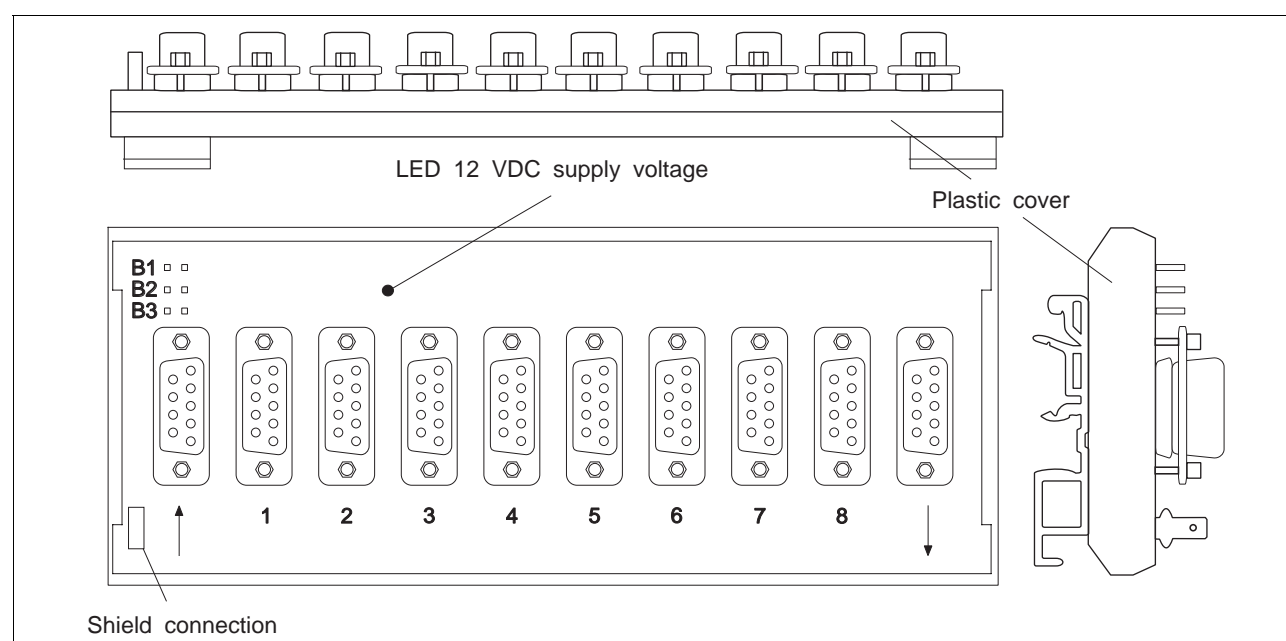 LED 12 VDC supply voltage
Plastic cover
B1
B2
B3
1 2 3 4 5 6 7 8
Shield connection